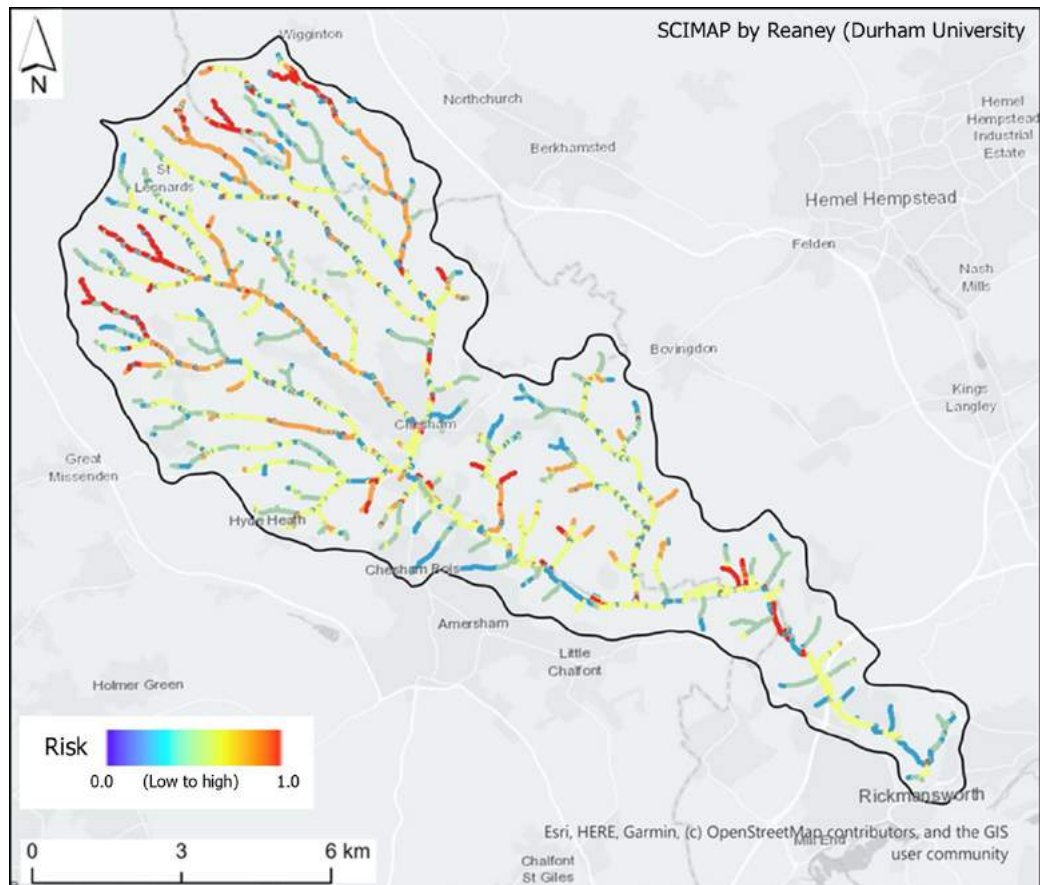 SCIMAP by Reaney (Durham University
N
Wigginton
Northchurch
Berkhamsted
Hemel
Hempstead
Industrial
Estate
St
Leonards
Hemel Hempstead
Felden
Nash
Mills
Bovingdon
Kings
Langley
Chesham
Great
Missenden
Hyde Heath
Chesham Bois
Amersham
Little
Chalfont
Holmer Green
Risk
0.0 (Low to high) 1.0
Rickmansworth
Mill End
Esri, HERE, Garmin, (c) OpenStreetMap contributors, and the GIS
user community
0 3 6 km
Chalfont
St Giles